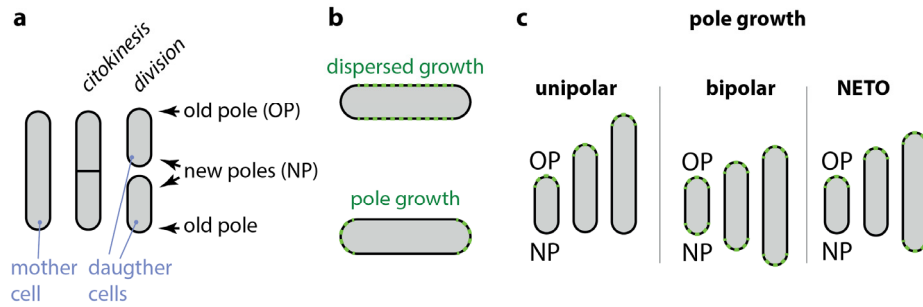 a
citokinesis
division
old pole (OP)
new poles (NP)
old pole
mother
cell
daugther
cells
b
dispersed growth
pole growth
c
pole growth
unipolar
bipolar
NETO
OP
NP
OP
NP
OP
NP